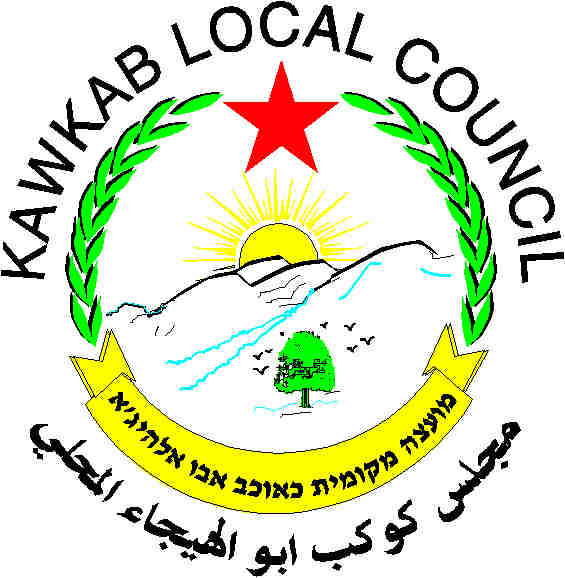 KAWKAB LOCAL COUNCIL
מועצה מקומית כאוכב אבו אלהיג'א
مجلس كوكب ابو الهيجاء المحلي